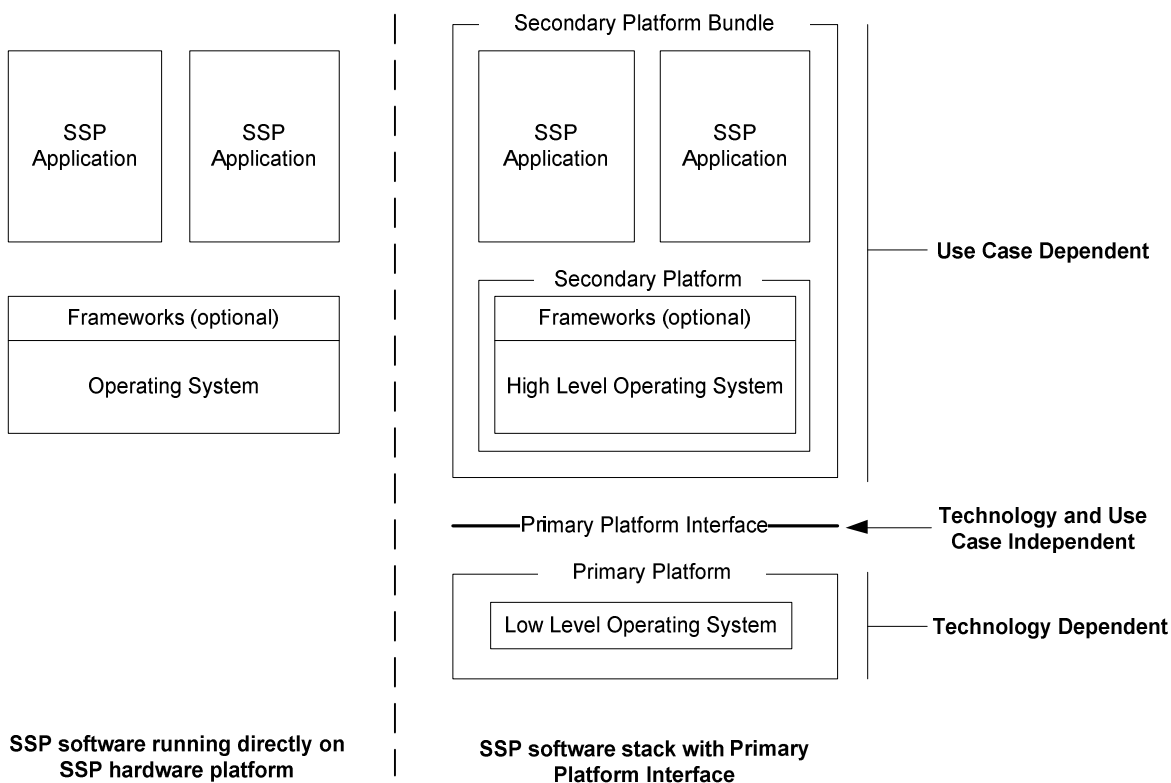 SSP
Application
SSP
Application
Frameworks (optional)
Operating System
SSP software running directly on
SSP hardware platform
Secondary Platform Bundle
SSP
Application
SSP
Application
Secondary Platform
Frameworks (optional)
High Level Operating System
Primary Platform Interface
Primary Platform
Low Level Operating System
SSP software stack with Primary
Platform Interface
Use Case Dependent
Technology and Use
Case Independent
Technology Dependent